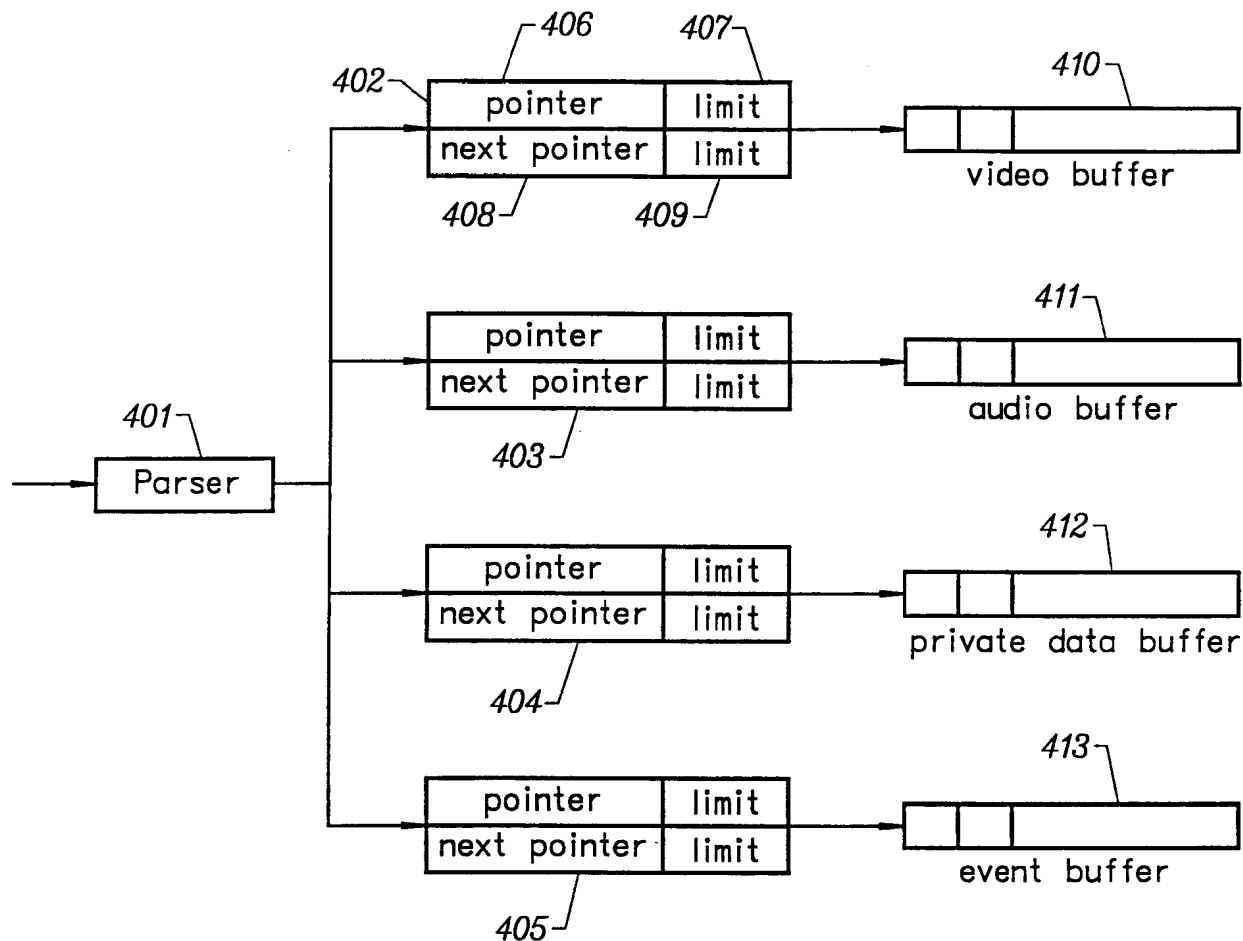 406
407
402
410
pointer
limit
next pointer
limit
video buffer
408
409
411
pointer
limit
next pointer
limit
audio buffer
401
403
Parser
412
pointer
limit
next pointer
limit
private data buffer
404
413
pointer
limit
next pointer
limit
event buffer
405